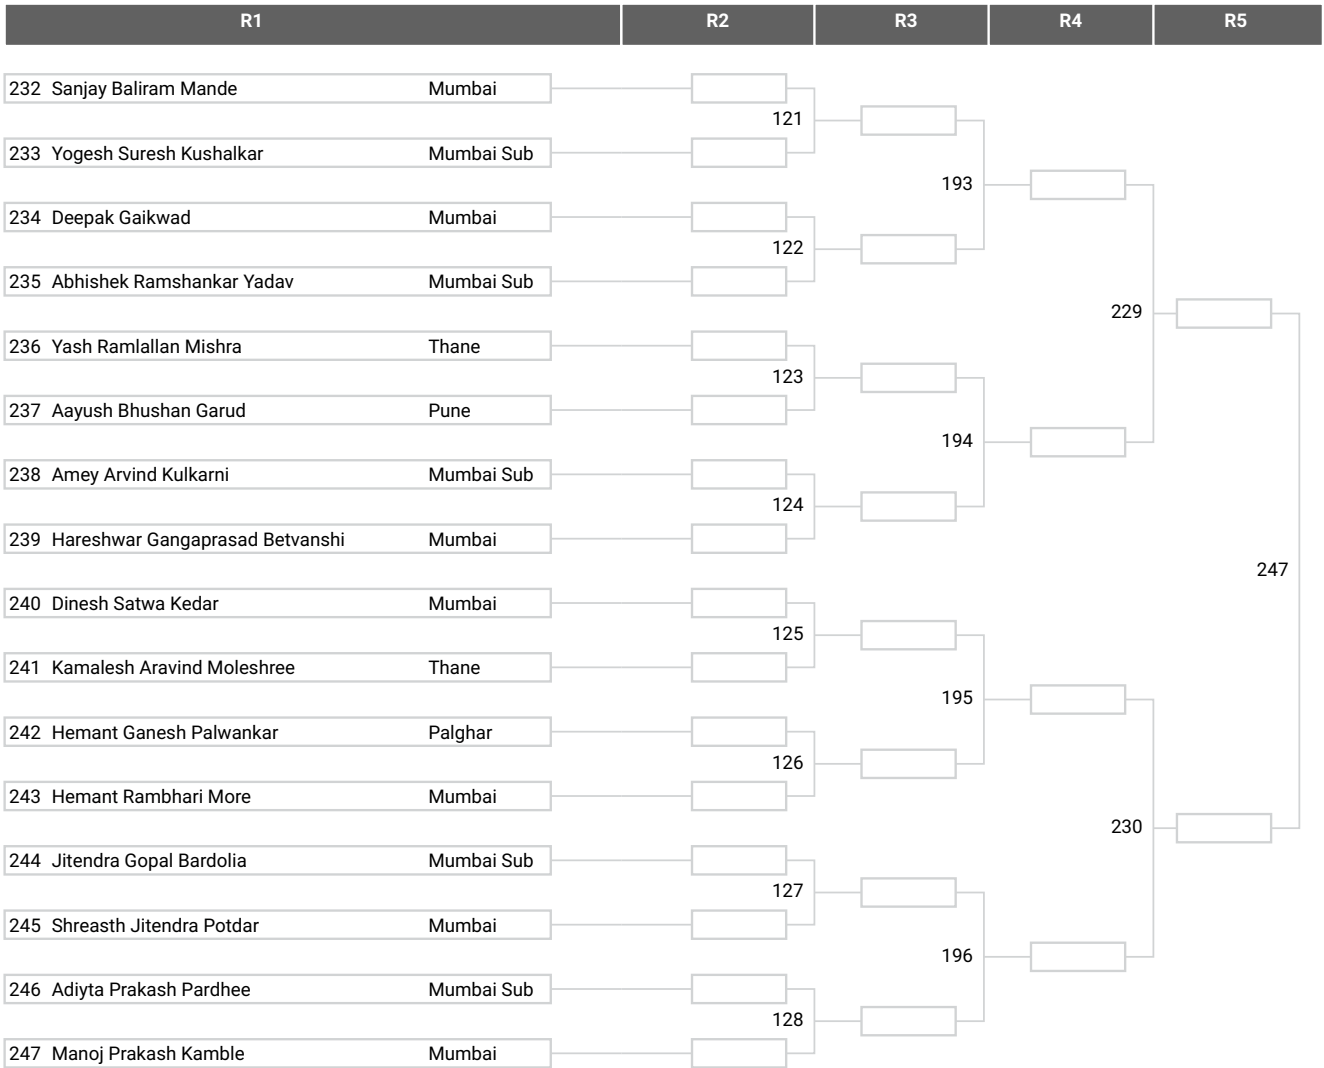 R1 R2 R3 R4 R5
232 Sanjay Baliram Mande Mumbai
121
233 Yogesh Suresh Kushalkar Mumbai Sub
193
234 Deepak Gaikwad Mumbai
122
235 Abhishek Ramshankar Yadav Mumbai Sub
229
236 Yash Ramlallan Mishra Thane
123
237 Aayush Bhushan Garud Pune
194
238 Amey Arvind Kulkarni Mumbai Sub
124
239 Hareshwar Gangaprasad Betvanshi Mumbai
247
240 Dinesh Satwa Kedar Mumbai
125
241 Kamalesh Aravind Moleshree Thane
195
242 Hemant Ganesh Palwankar Palghar
126
243 Hemant Rambhari More Mumbai
230
244 Jitendra Gopal Bardolia Mumbai Sub
127
245 Shreasth Jitendra Potdar Mumbai
196
246 Adiyta Prakash Pardhee Mumbai Sub
128
247 Manoj Prakash Kamble Mumbai